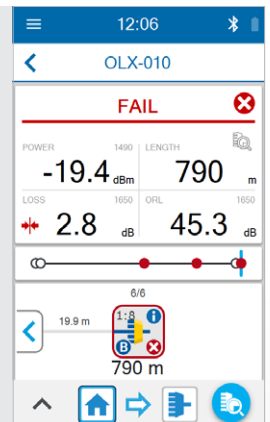 12:06
OLX-010
FAIL
POWER 1490 LENGTH
-19.4 dBm 790 m
LOSS 1650 ORL 1650
2.8 dB 45.3 dB
6/6
19.9 m 1:8 i
B
790 m